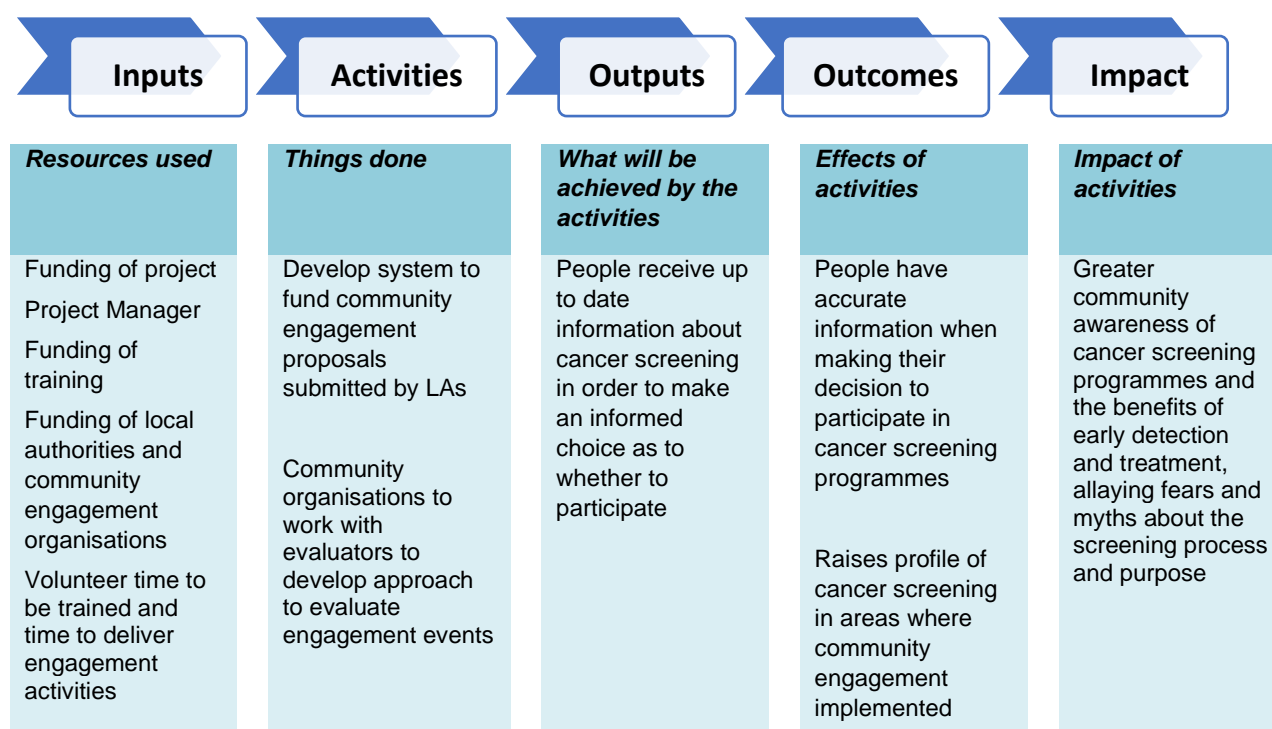 Inputs
Activities
Outputs
Outcomes
Impact
Resources used
Funding of project
Project Manager
Funding of
training
Funding of local
authorities and
community
engagement
organisations
Volunteer time to
be trained and
time to deliver
engagement
activities
Things done
Develop system to
fund community
engagement
proposals
submitted by LAs
Community
organisations to
work with
evaluators to
develop approach
to evaluate
engagement events
What will be
achieved by the
activities
People receive up
to date
information about
cancer screening
in order to make
an informed
choice as to
whether to
participate
Effects of
activities
People have
accurate
information when
making their
decision to
participate in
cancer screening
programmes
Raises profile of
cancer screening
in areas where
community
engagement
implemented
Impact of
activities
Greater
community
awareness of
cancer screening
programmes and
the benefits of
early detection
and treatment,
allaying fears and
myths about the
screening process
and purpose